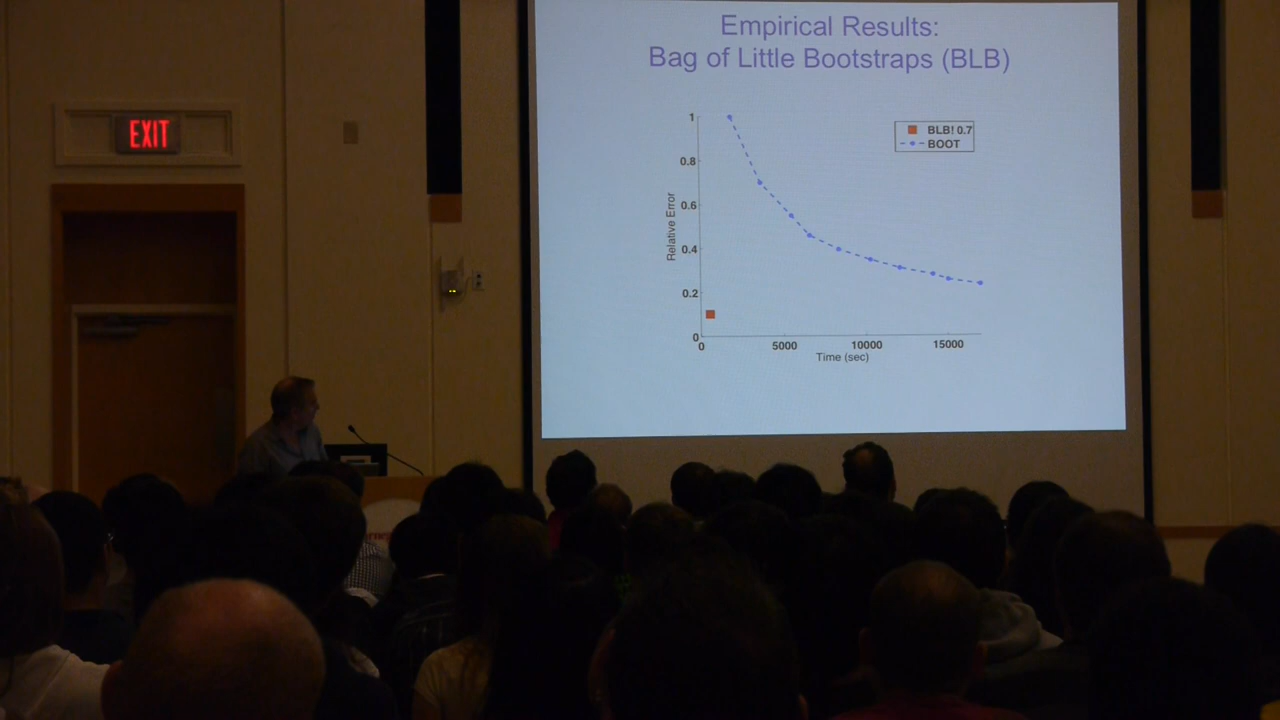 EXIT
Empirical Results:
Bag of Little Bootstraps (BLB)
BLB! 0.7
BOOT
1
0.8
0.6
0.4
0.2
0
Relative Error
0 5000 10000 15000
Time (sec)